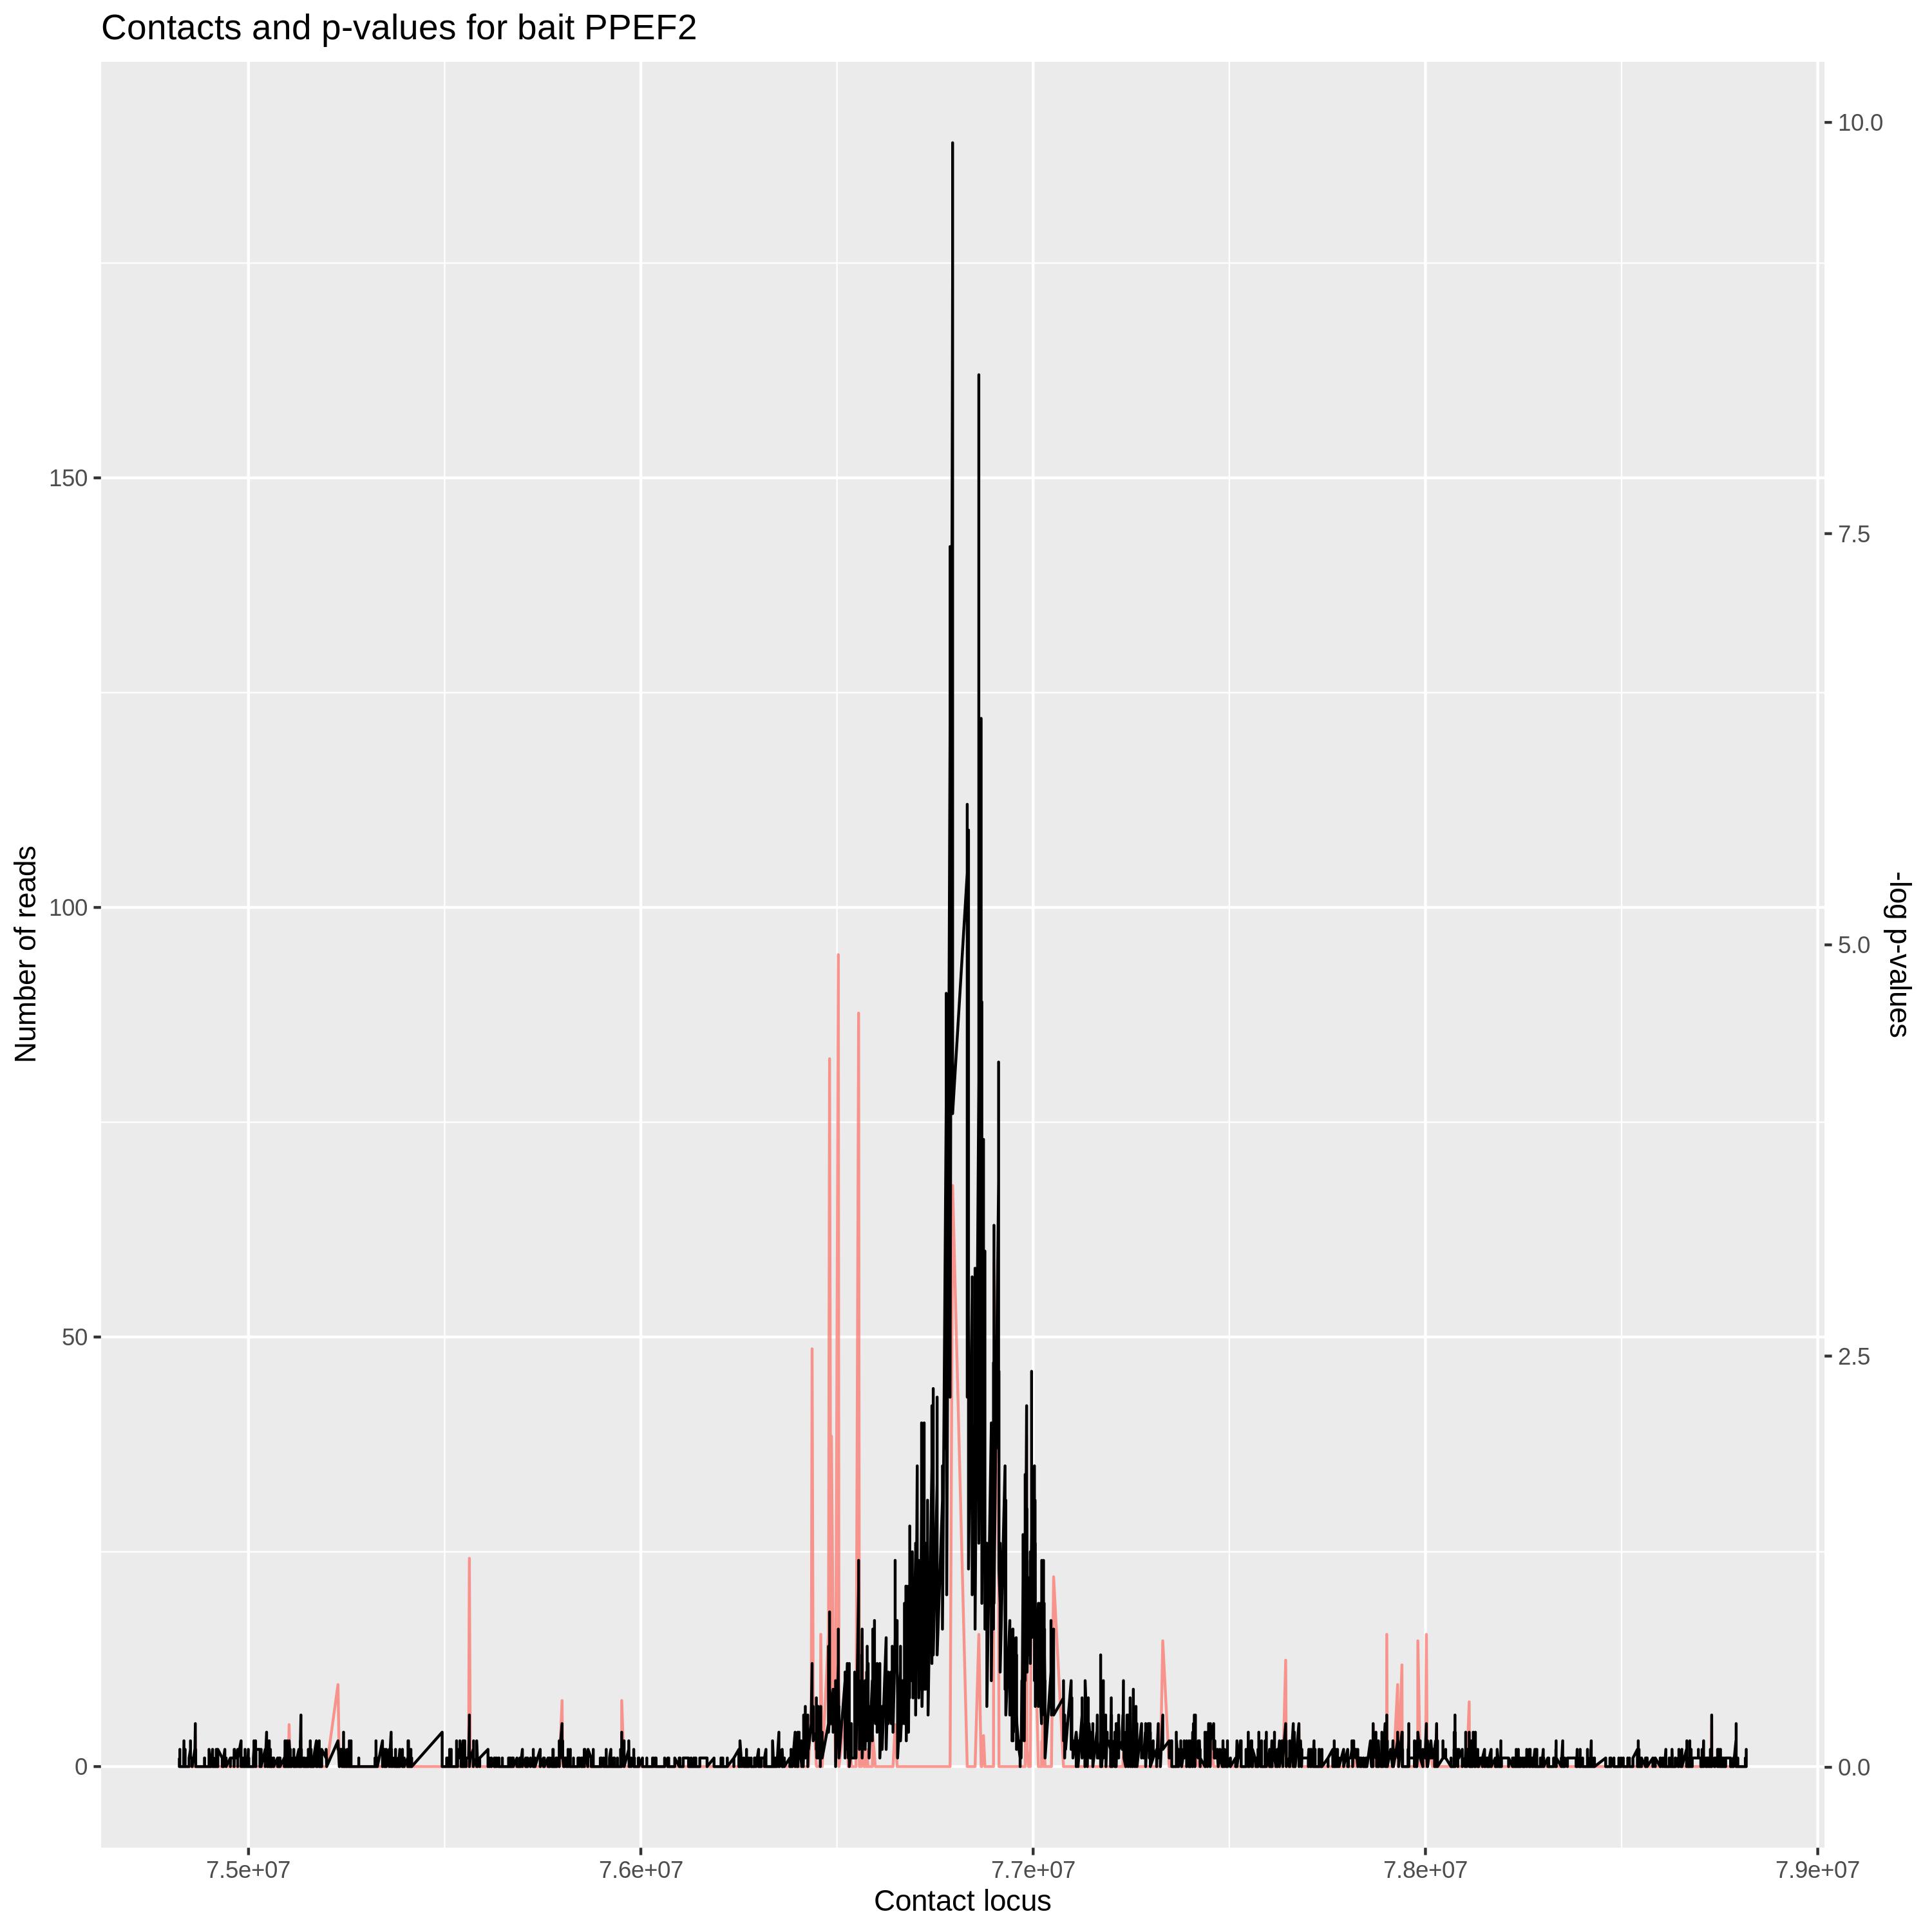 Contacts and p-values for bait PPEF2
10.0
150
7.5
100
5.0
Number of reads
-log p-values
50
2.5
0
0.0
7.5e+07
7.6e+07
7.7e+07
7.8e+07
7.9e+07
Contact locus